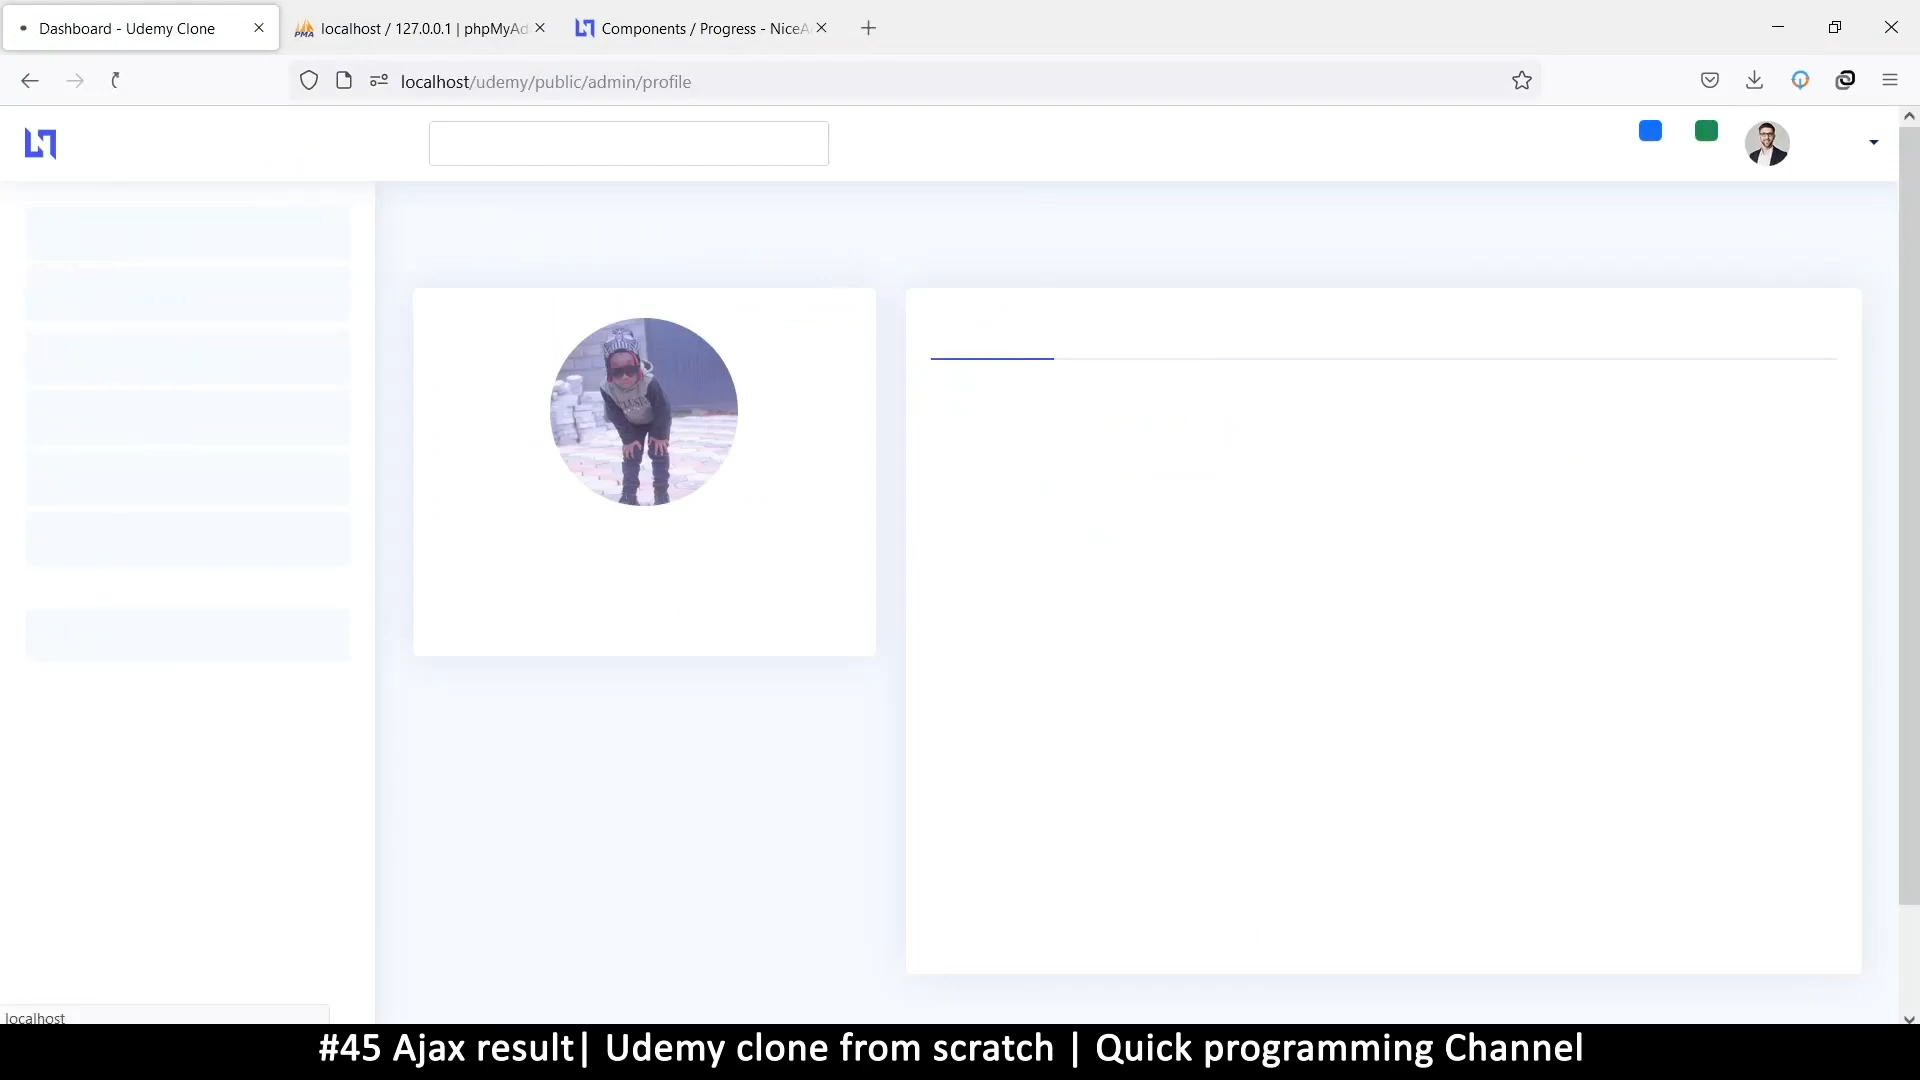 Dashboard - Udemy Clone
localhost / 127.0.0.1 | phpMyAd
Components / Progress - NiceA
localhost/udemy/public/admin/profile
localhost
#45 Ajax result| Udemy clone from scratch | Quick programming Channel